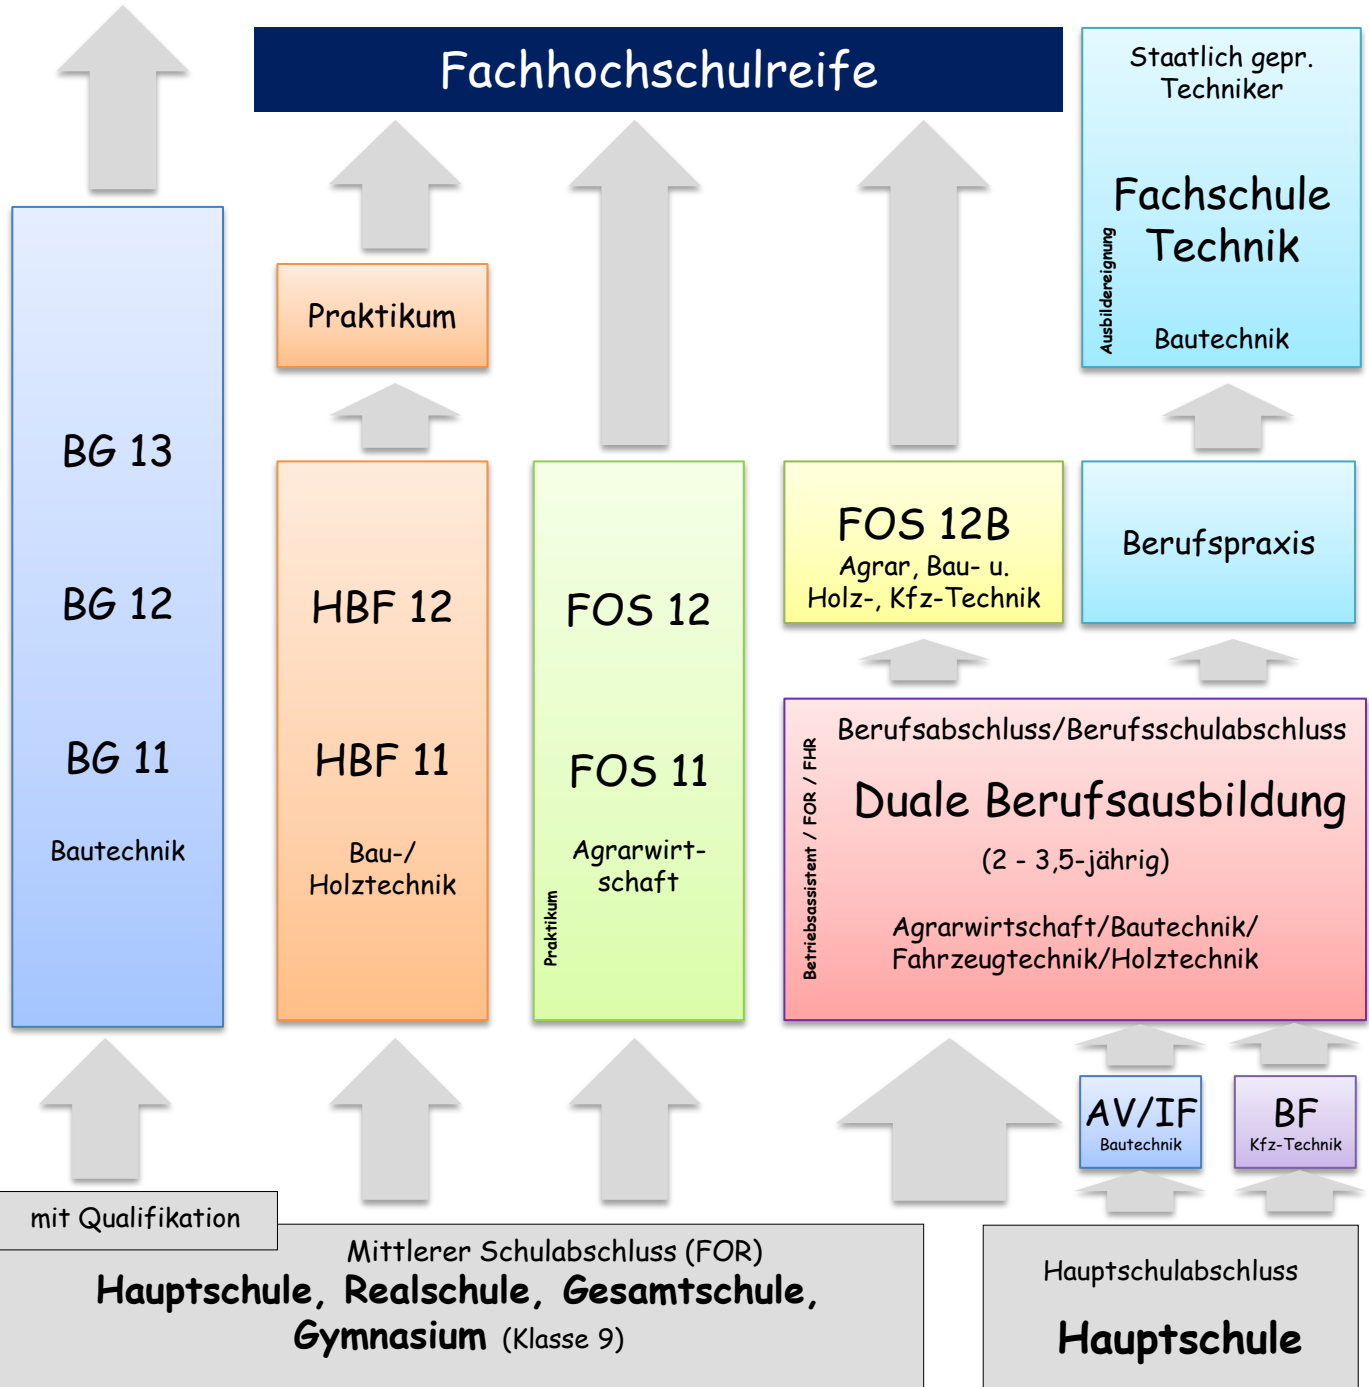 Fachhochschulreife
Staatlich gepr.
Techniker
Fachschule
Technik
Ausbildereignung
Bautechnik
Praktikum
BG 13
BG 12
BG 11
Bautechnik
HBF 12
HBF 11
Bau-/
Holztechnik
FOS 12
FOS 11
Agrarwirt-
schaft
Praktikum
FOS 12B
Agrar, Bau- u.
Holz-, Kfz-Technik
Berufspraxis
Berufsabschluss/Berufsschulabschluss
Duale Berufsausbildung
(2 - 3,5-jährig)
Agrarwirtschaft/Bautechnik/
Fahrzeugtechnik/Holztechnik
Betriebsassistent / FOR / FHR
AV/IF
Bautechnik
BF
Kfz-Technik
mit Qualifikation
Mittlerer Schulabschluss (FOR)
Hauptschule, Realschule, Gesamtschule,
Gymnasium (Klasse 9)
Hauptschulabschluss
Hauptschule